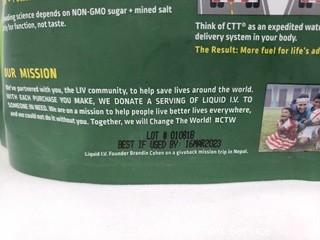 ading science depends on NON-GMO sugar + mined salt
for function, not taste.
Think of CTT® as an expedited water
delivery system in your body.
The Result: More fuel for life's ad
OUR MISSION
We've partnered with you, the LIV community, to help save lives around the world.
WITH EACH PURCHASE YOU MAKE, WE DONATE A SERVING OF LIQUID I.V. TO
SOMEONE IN NEED. We are on a mission to help people live better lives everywhere,
and one could not do it without you. Together, we will Change The World! #CTW
LOT # 01081B
BEST IF USED BY: 16MAR2023
Liquid I.V. Founder Brandin Cohen on a giveback mission trip in Nepal.